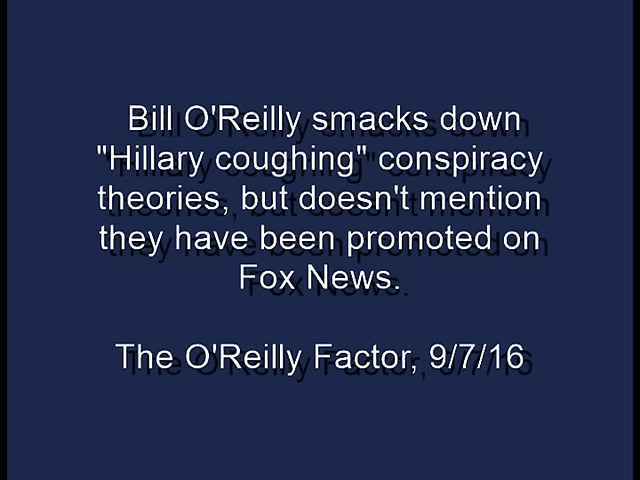 Bill O'Reilly smacks down
"Hillary coughing" conspiracy
theories, but doesn't mention
they have been promoted on
Fox News.
The O'Reilly Factor, 9/7/16